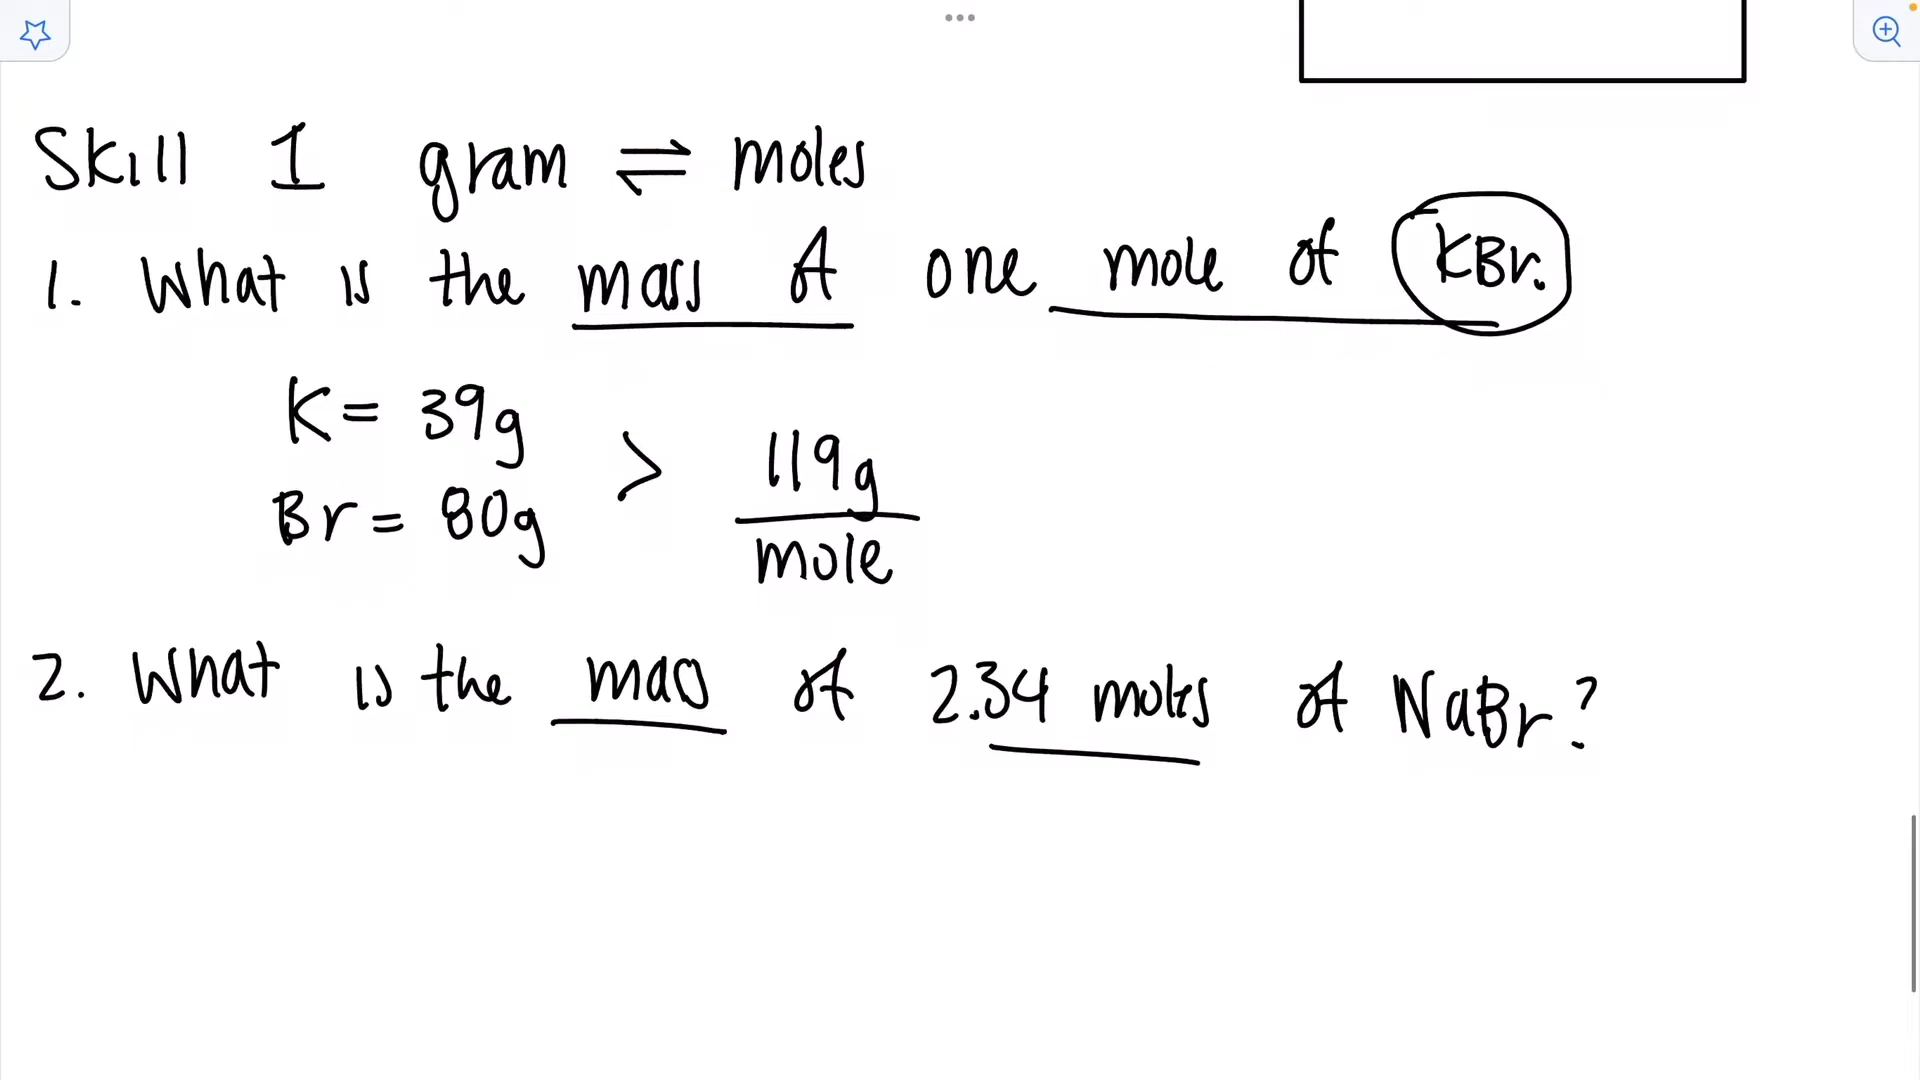 Skill 1 gram ⇌ moles
1. What is the mass of one mole of KBr.
K = 39g
Br = 80g
> 119g
mole
2. What is the mass of 2.34 moles of NaBr?